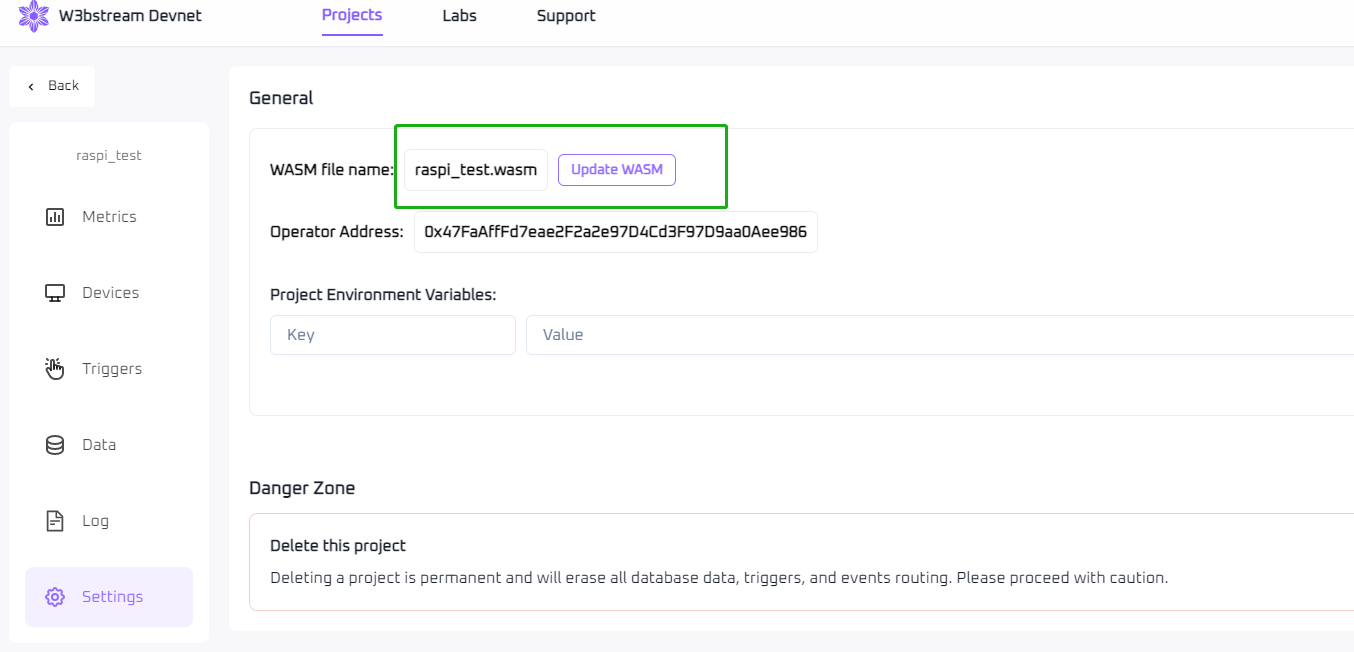 W3bstream Devnet Projects Labs Support
Back
raspi_test
Metrics
Devices
Triggers
Data
Log
Settings
General
WASM file name: raspi_test.wasm Update WASM
Operator Address: 0x47FaAffFd7eae2F2a2e97D4Cd3F97D9aa0Aee986
Project Environment Variables:
Key Value
Danger Zone
Delete this project
Deleting a project is permanent and will erase all database data, triggers, and events routing. Please proceed with caution.